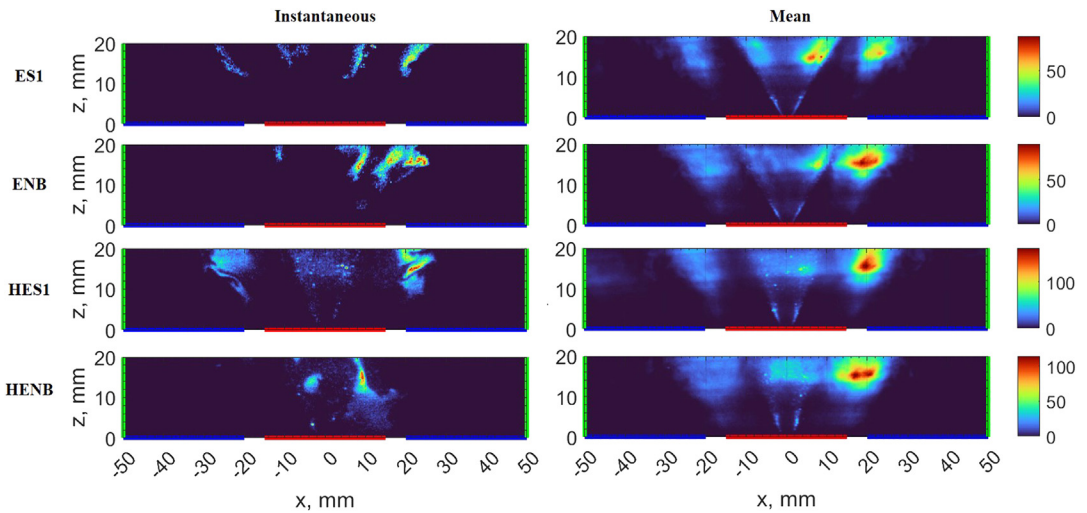 Instantaneous Mean
ES1 z, mm 20 10 0 20 10 0 50 0
ENB z, mm 20 10 0 20 10 0 50 0
HES1 z, mm 20 10 0 20 10 0 100 0
HENB z, mm 20 10 0 20 10 0 100 50 0
-50 -40 -30 -20 -10 0 10 20 30 40 50 -50 -40 -30 -20 -10 0 10 20 30 40 50
x, mm x, mm